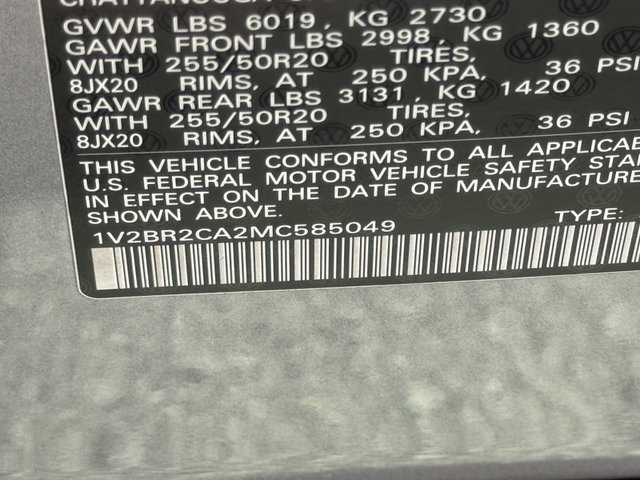 GVWR LBS 6019, KG 2730
GAWR FRONT LBS 2998, KG 1360
WITH 255/50R20 TIRES,
8JX20 RIMS, AT 250 KPA, 36 PSI
GAWR REAR LBS 3131, KG 1420
WITH 255/50R20 TIRES,
8JX20 RIMS, AT 250 KPA, 36 PSI
THIS VEHICLE CONFORMS TO ALL APPLICAB
U.S. FEDERAL MOTOR VEHICLE SAFETY STA
IN EFFECT ON THE DATE OF MANUFACTURE
1V2BR2CA2MC585049 TYPE: